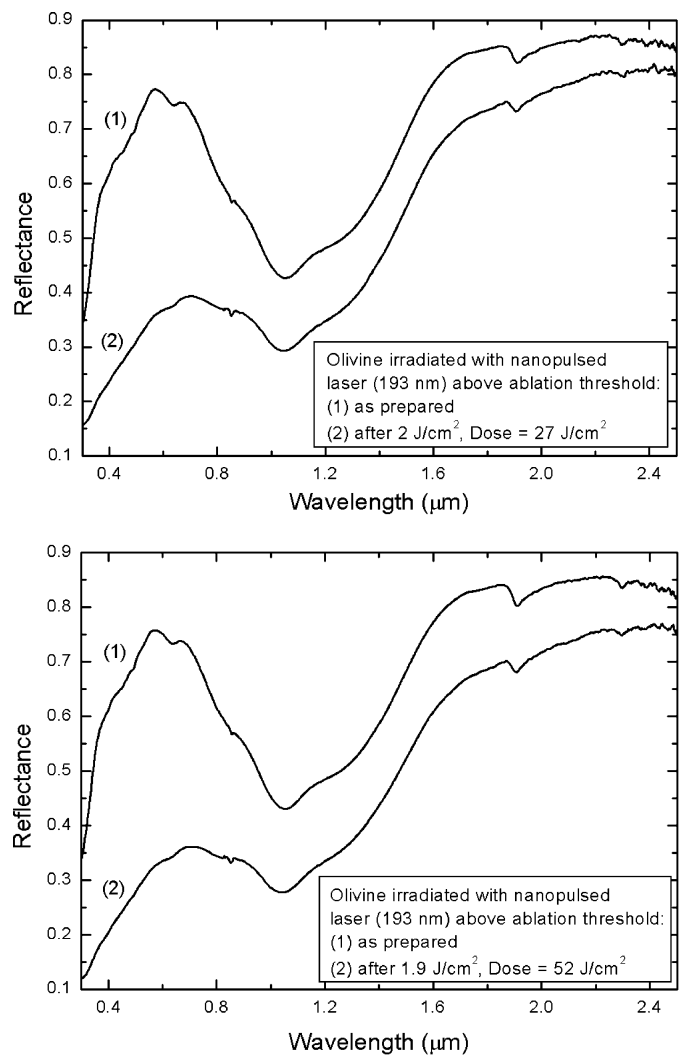 0.9
0.8
0.7
0.6
0.5
0.4
0.3
0.2
0.1
Reflectance
(1)
(2)
Olivine irradiated with nanopulsed
laser (193 nm) above ablation threshold:
(1) as prepared
(2) after 2 J/cm², Dose = 27 J/cm²
0.4 0.8 1.2 1.6 2.0 2.4
Wavelength (μm)
0.9
0.8
0.7
0.6
0.5
0.4
0.3
0.2
0.1
Reflectance
(1)
(2)
Olivine irradiated with nanopulsed
laser (193 nm) above ablation threshold:
(1) as prepared
(2) after 1.9 J/cm², Dose = 52 J/cm²
0.4 0.8 1.2 1.6 2.0 2.4
Wavelength (μm)